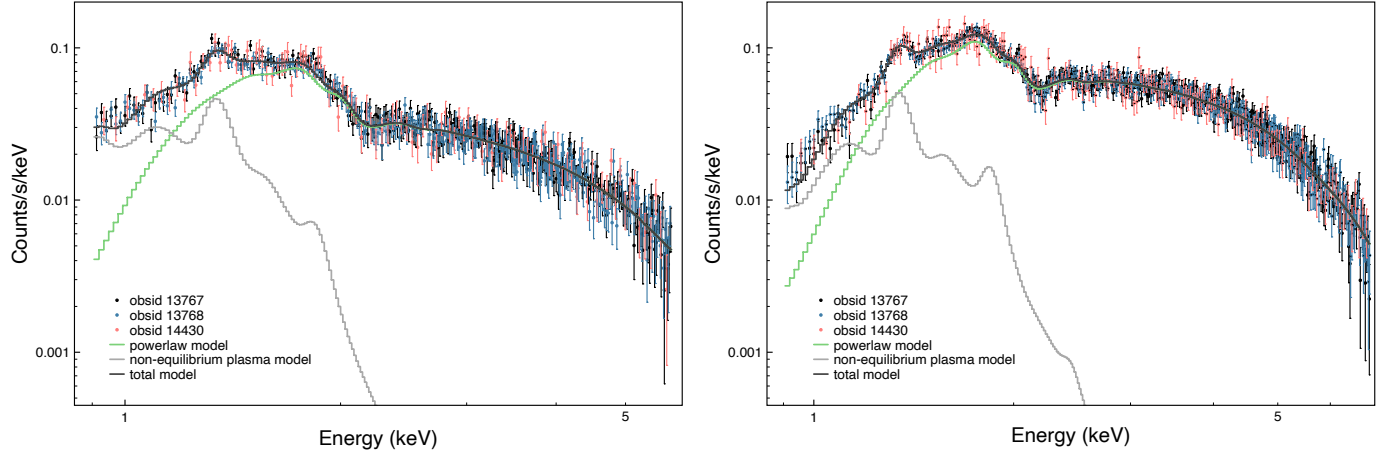 0.1
0.01
0.001
Counts/s/keV
obsid 13767
obsid 13768
obsid 14430
powerlaw model
non-equilibrium plasma model
total model
1
5
Energy (keV)
0.1
0.01
0.001
Counts/s/keV
obsid 13767
obsid 13768
obsid 14430
powerlaw model
non-equilibrium plasma model
total model
1
5
Energy (keV)